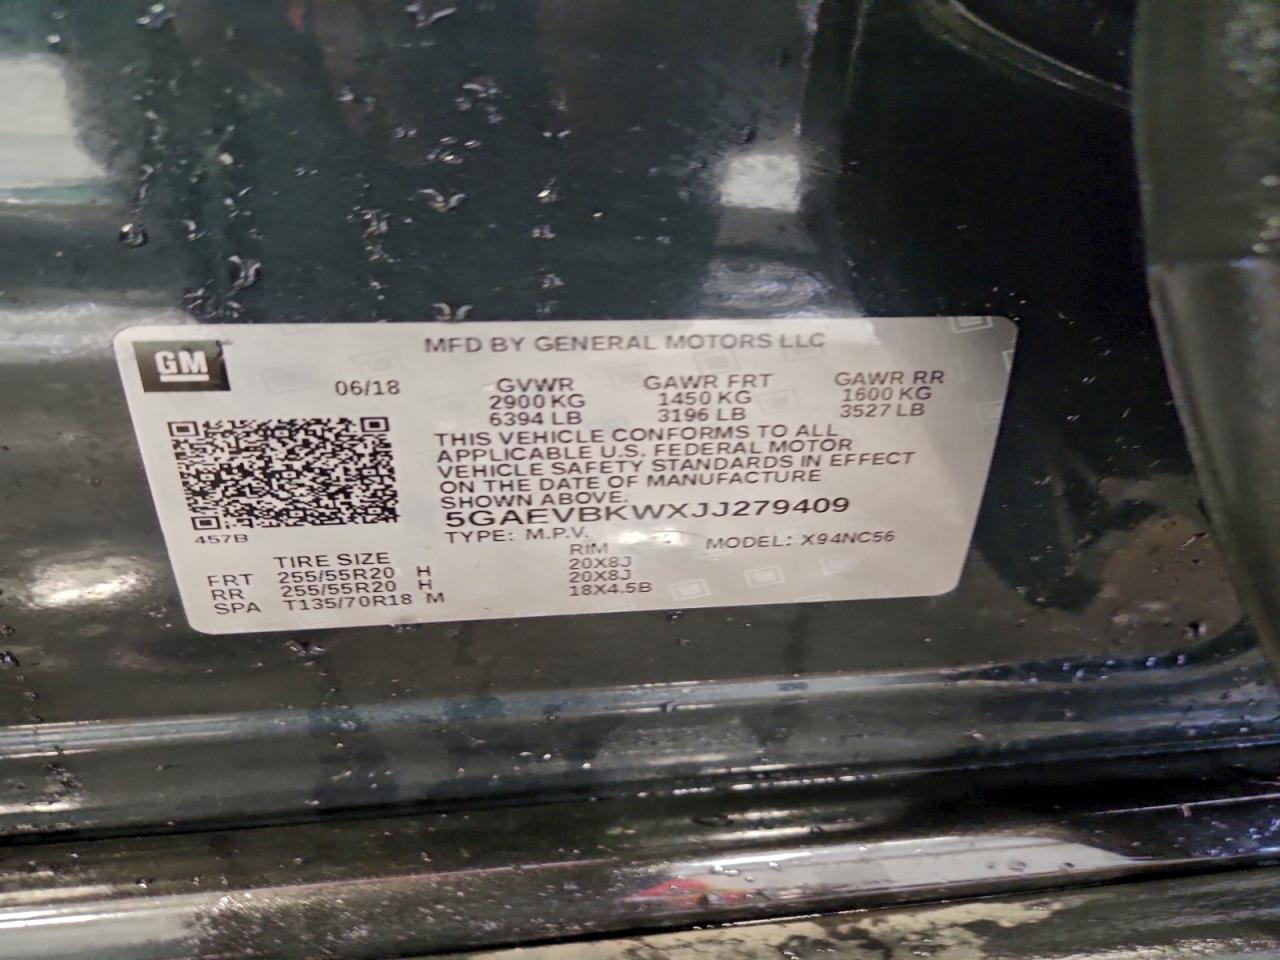 GM
MFD BY GENERAL MOTORS LLC
06/18
GVWR GAWR FRT GAWR RR
2900 KG 1450 KG 1600 KG
6394 LB 3196 LB 3527 LB
THIS VEHICLE CONFORMS TO ALL
APPLICABLE U.S. FEDERAL MOTOR
VEHICLE SAFETY STANDARDS IN EFFECT
ON THE DATE OF MANUFACTURE
SHOWN ABOVE.
5GAEVBKWXJJ279409
TYPE: M.P.V. MODEL: X94NC56
457B
TIRE SIZE RIM
FRT 255/55R20 H 20X8J
RR 255/55R20 H 20X8J
SPA T135/70R18 M 18X4.5B